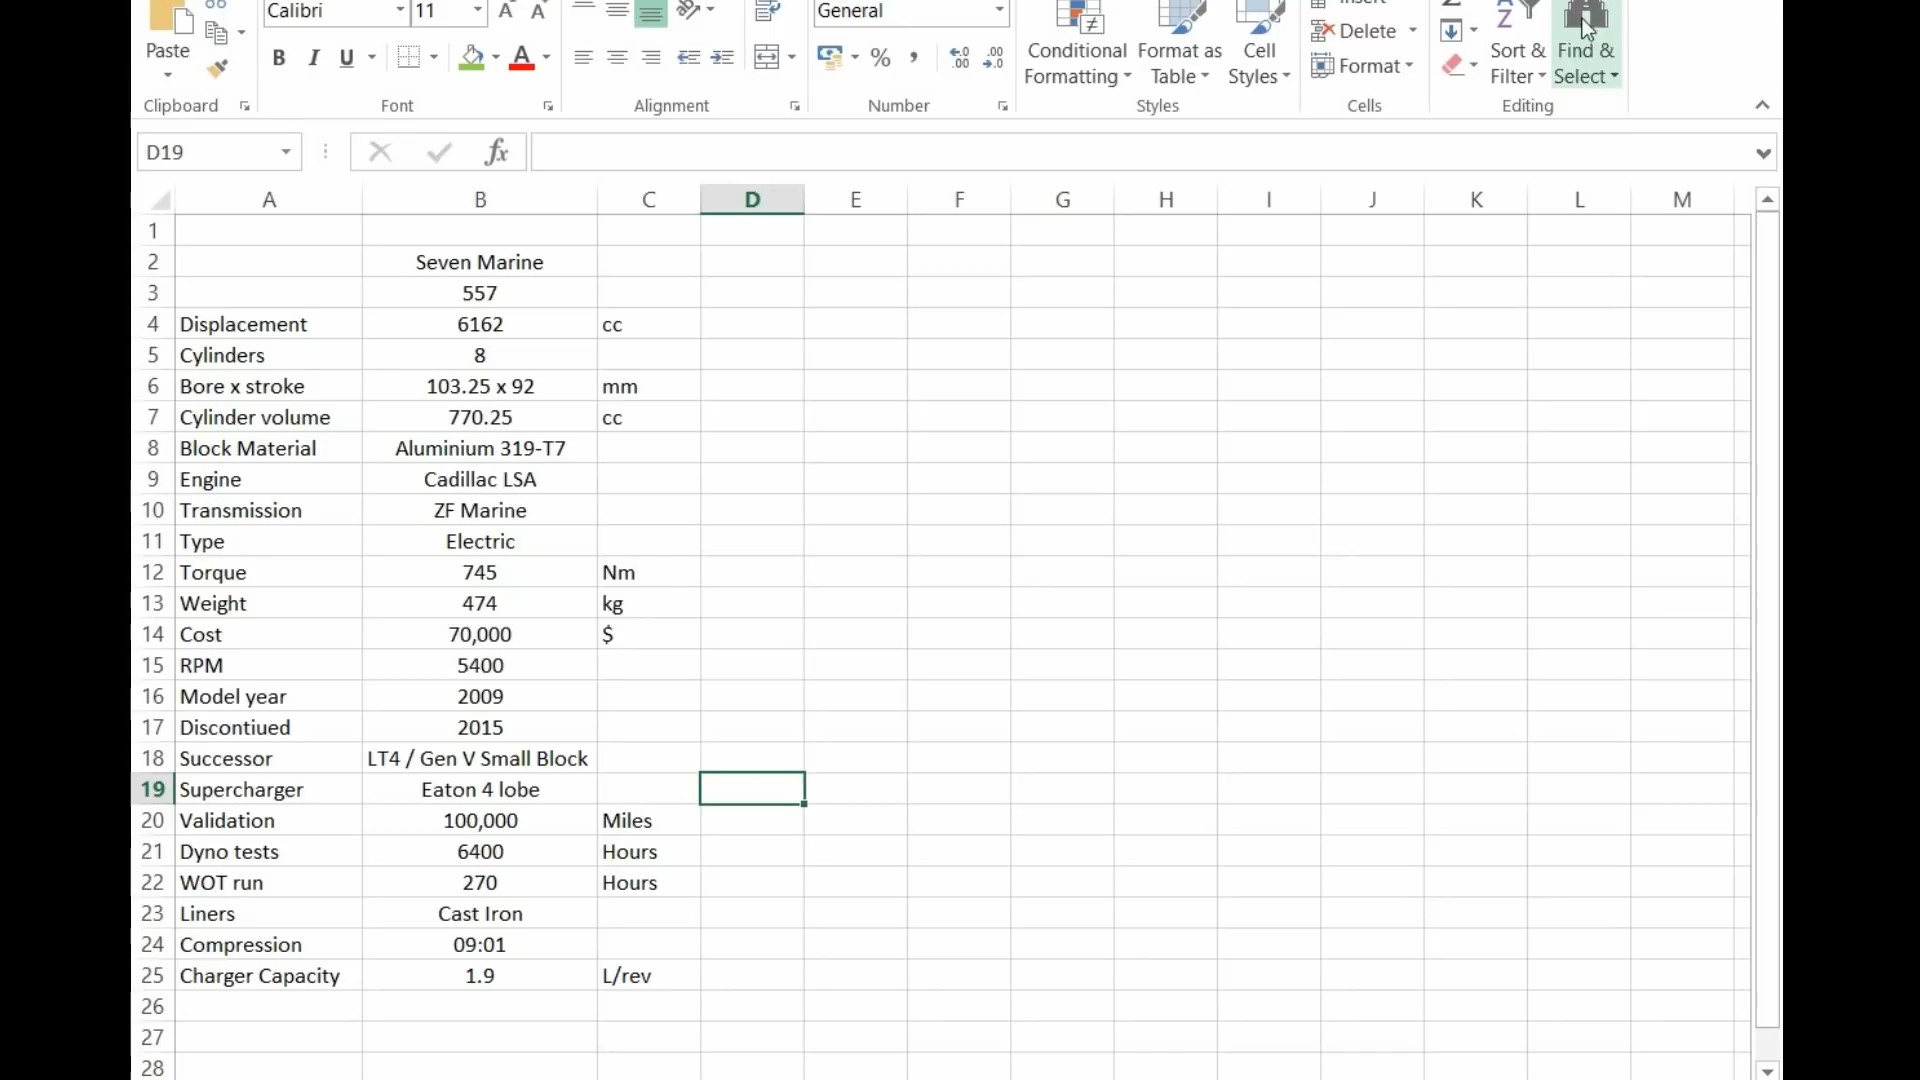 Calibri 11 A A General Insert
Paste Conditional Format as Cell Delete Sort & Find &
B I U A % , .00 .00 Formatting Table Styles Format Filter Select
Clipboard Font Alignment Number Styles Cells Editing
D19 fx
A B C D E F G H I J K L M
1
2 Seven Marine
3 557
4 Displacement 6162 cc
5 Cylinders 8
6 Bore x stroke 103.25 x 92 mm
7 Cylinder volume 770.25 cc
8 Block Material Aluminium 319-T7
9 Engine Cadillac LSA
10 Transmission ZF Marine
11 Type Electric
12 Torque 745 Nm
13 Weight 474 kg
14 Cost 70,000 $
15 RPM 5400
16 Model year 2009
17 Discontiued 2015
18 Successor LT4 / Gen V Small Block
19 Supercharger Eaton 4 lobe
20 Validation 100,000 Miles
21 Dyno tests 6400 Hours
22 WOT run 270 Hours
23 Liners Cast Iron
24 Compression 09:01
25 Charger Capacity 1.9 L/rev
26
27
28